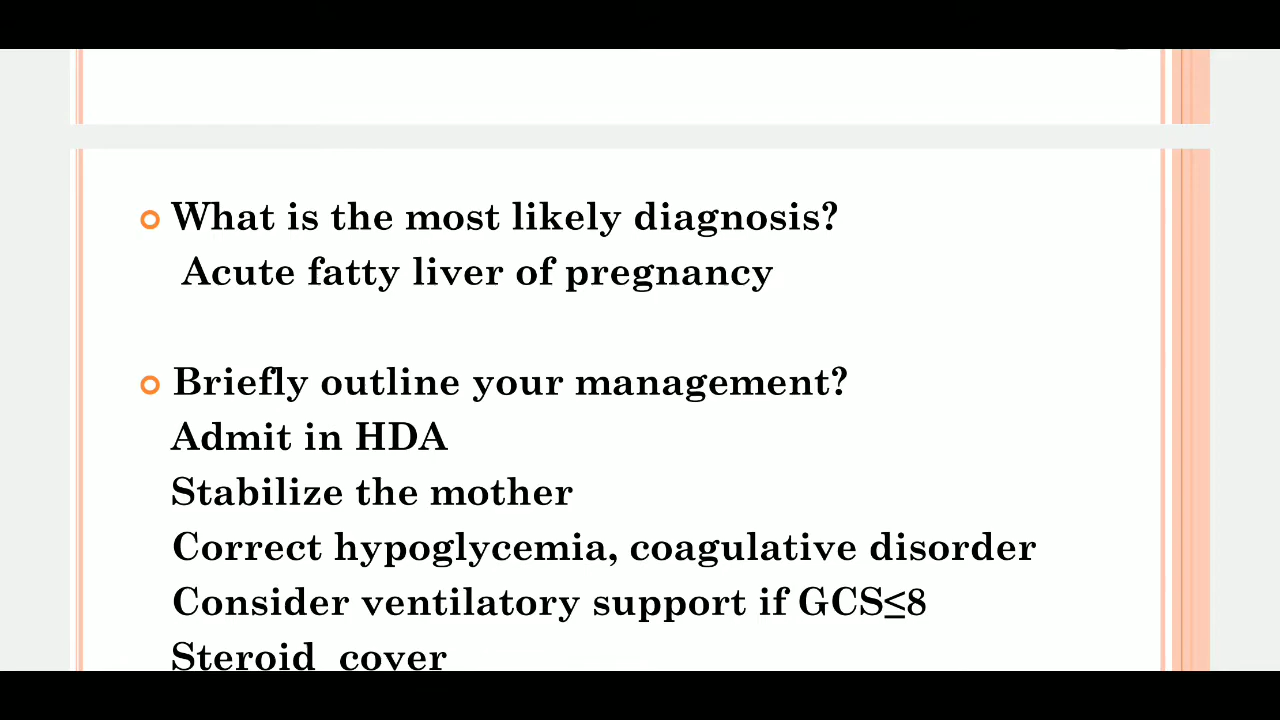 What is the most likely diagnosis?
Acute fatty liver of pregnancy
Briefly outline your management?
Admit in HDA
Stabilize the mother
Correct hypoglycemia, coagulative disorder
Consider ventilatory support if GCS≤8
Steroid cover